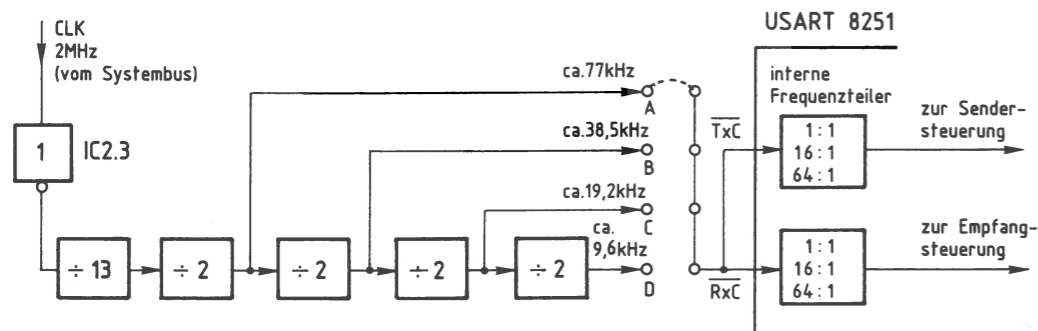 USART 8251
CLK
2MHz
(vom Systembus)
ca.77kHz
A
interne
Frequenzteiler
zur Sender-
steuerung
1
IC2.3
ca.38,5kHz
B
T̅x̅C̅
1:1
16:1
64:1
ca.19,2kHz
C
ca.
9,6kHz
D
÷ 13
÷ 2
÷ 2
÷ 2
÷ 2
R̅x̅C̅
1:1
16:1
64:1
zur Empfang-
steuerung